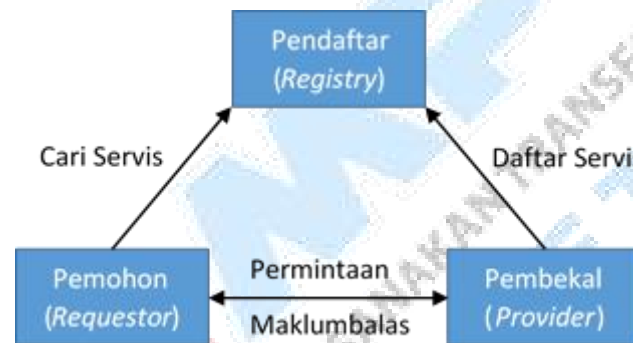 Pendaftar
(Registry)
Cari Servis
Daftar Servi
Pemohon
(Requestor)
Permintaan
Maklumbalas
Pembekal
(Provider)